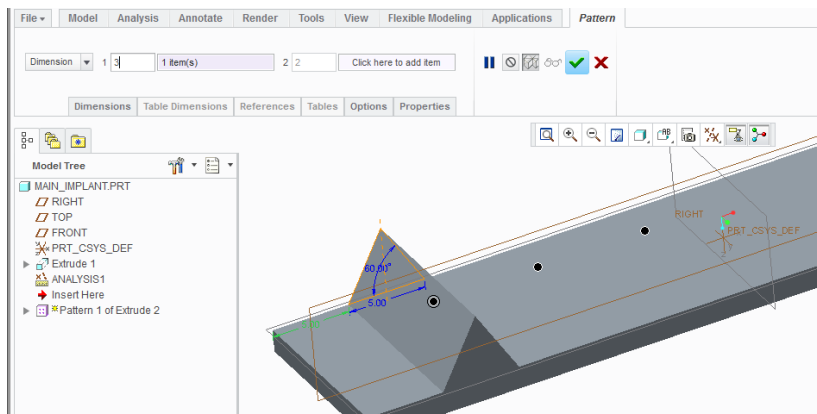 File Model Analysis Annotate Render Tools View Flexible Modeling Applications Pattern
Dimension 1 3 1 item(s) 2 2 Click here to add item
Dimensions Table Dimensions References Tables Options Properties
Model Tree
MAIN_IMPLANT.PRT
RIGHT
TOP
FRONT
PRT_CSYS_DEF
Extrude 1
ANALYSIS1
Insert Here
Pattern 1 of Extrude 2
RIGHT
PRT_CSYS_DEF
60.00°
5.00